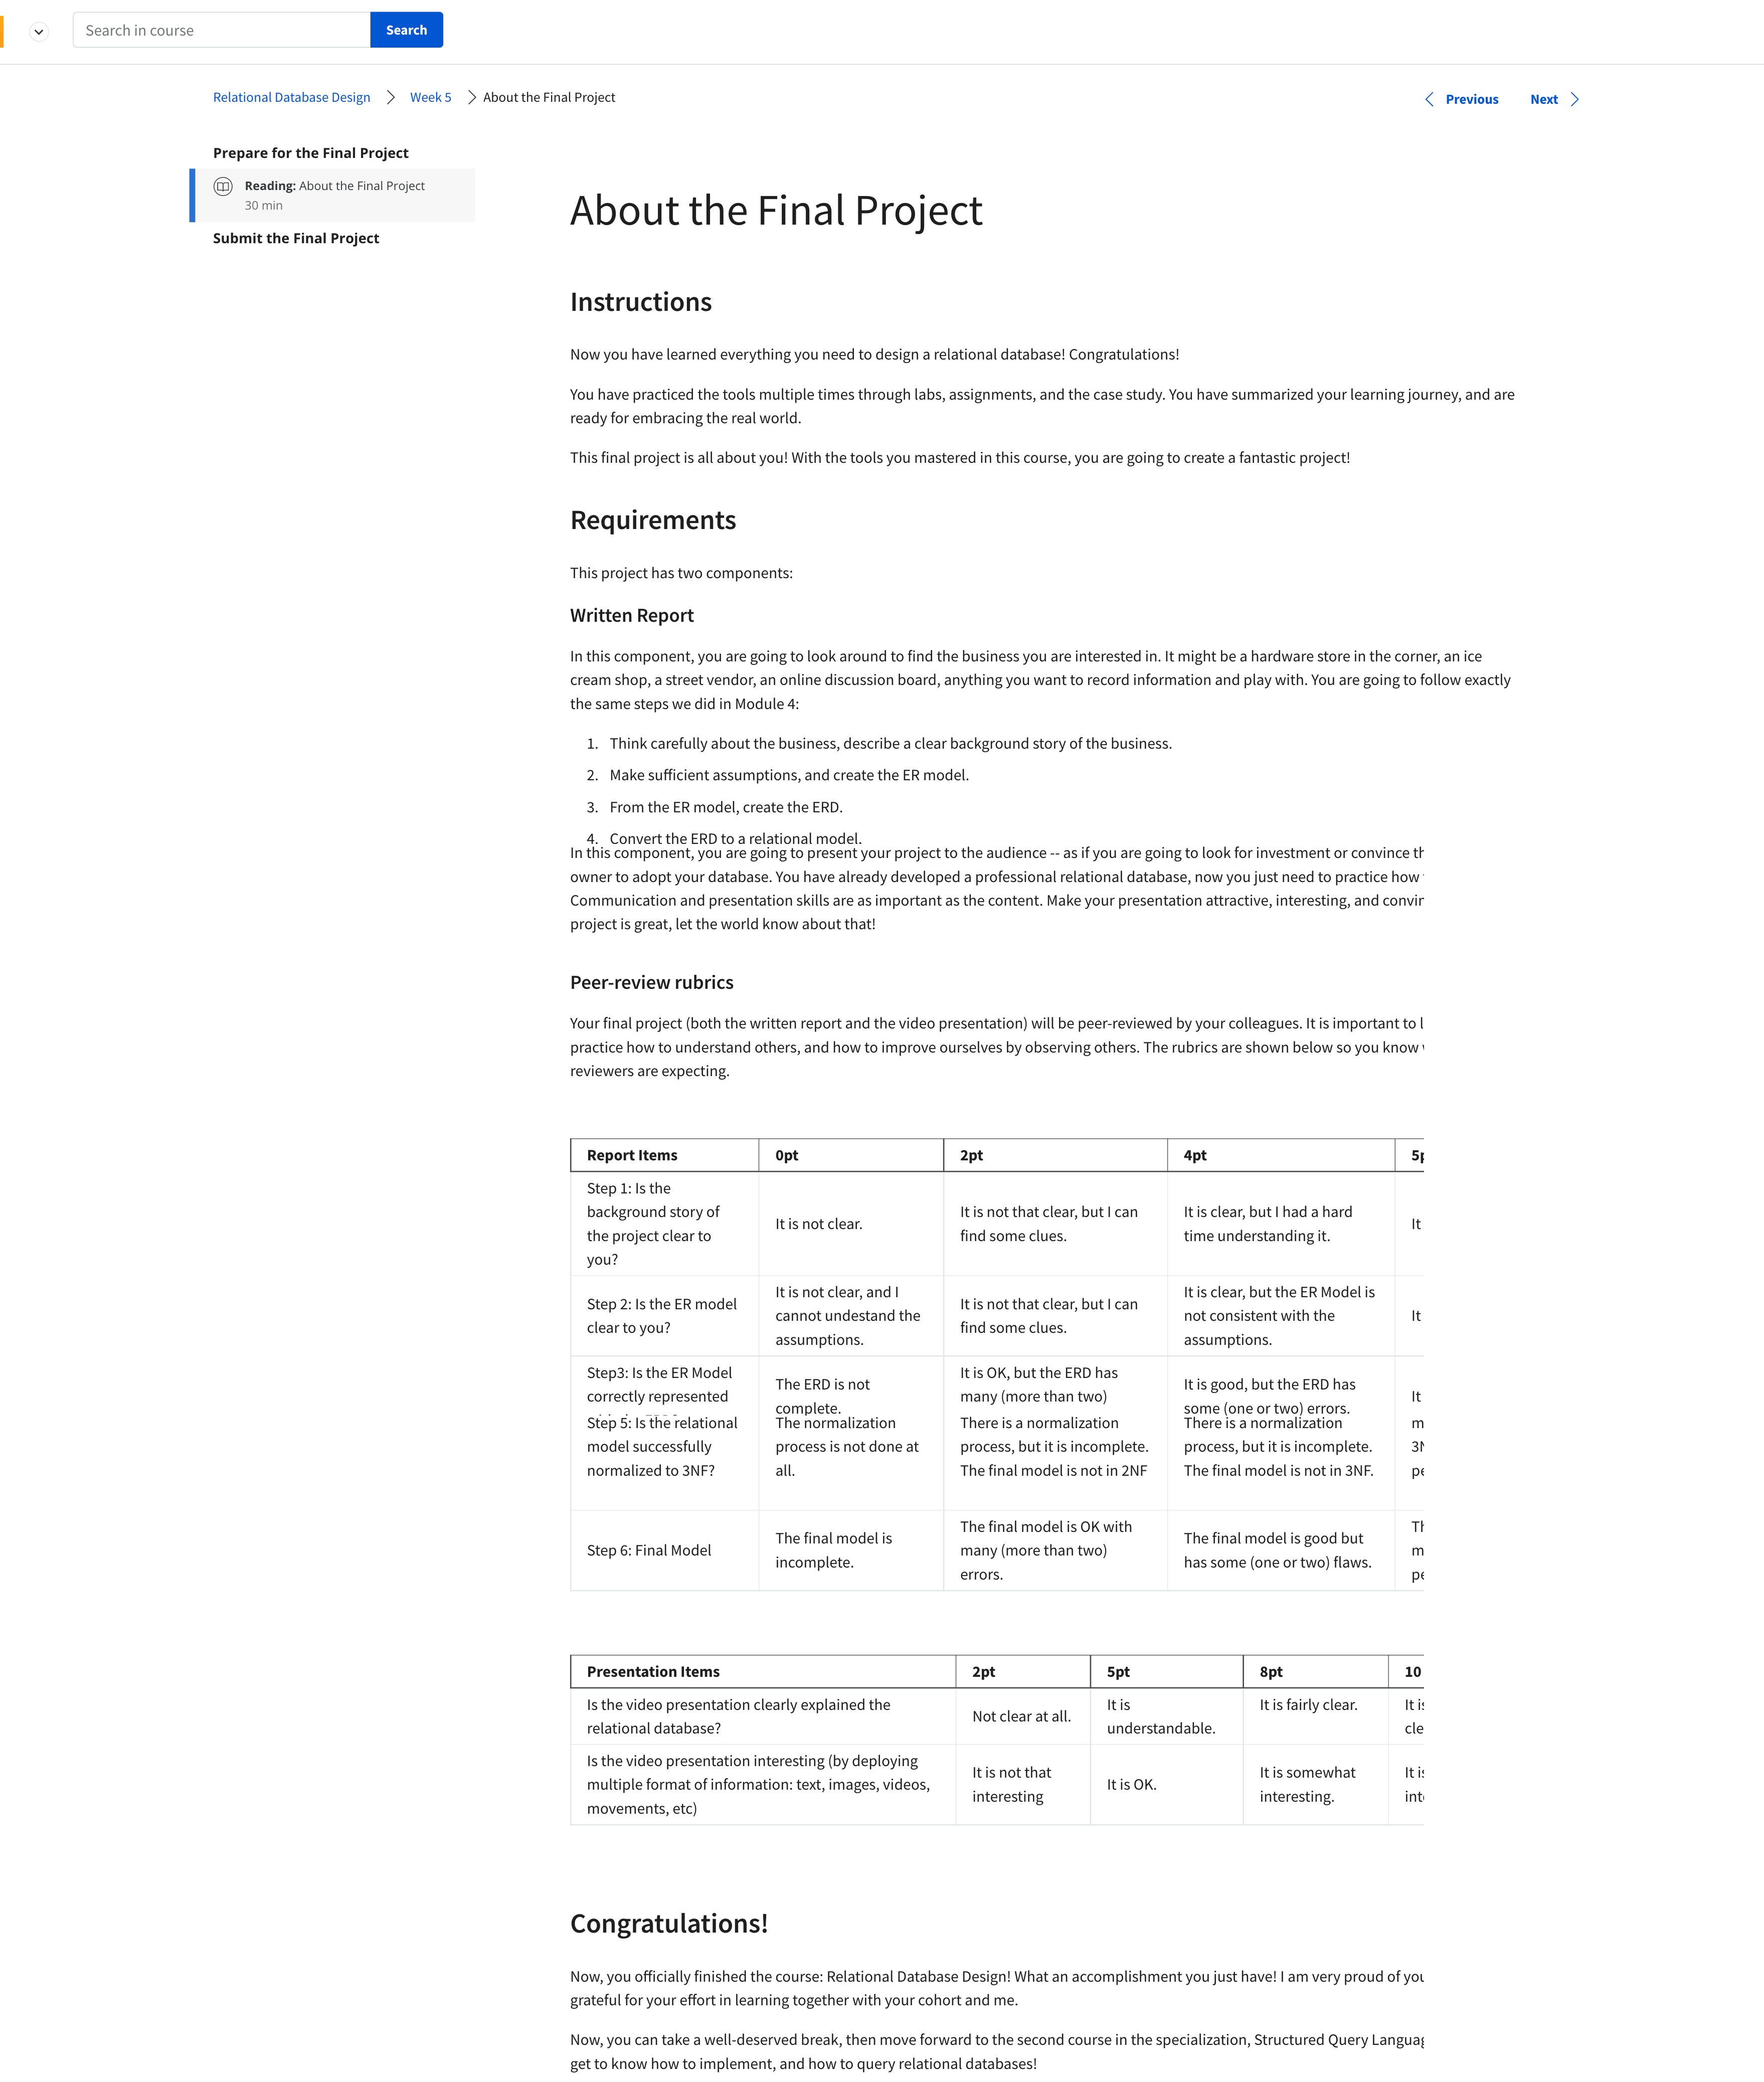 Search in course
Search
Relational Database Design
Week 5
About the Final Project
Previous
Next
Prepare for the Final Project
Reading: About the Final Project
30 min
Submit the Final Project
About the Final Project
Instructions
Now you have learned everything you need to design a relational database! Congratulations!
You have practiced the tools multiple times through labs, assignments, and the case study. You have summarized your learning journey, and are
ready for embracing the real world.
This final project is all about you! With the tools you mastered in this course, you are going to create a fantastic project!
Requirements
This project has two components:
Written Report
In this component, you are going to look around to find the business you are interested in. It might be a hardware store in the corner, an ice
cream shop, a street vendor, an online discussion board, anything you want to record information and play with. You are going to follow exactly
the same steps we did in Module 4:
1. Think carefully about the business, describe a clear background story of the business.
2. Make sufficient assumptions, and create the ER model.
3. From the ER model, create the ERD.
4. Convert the ERD to a relational model.
In this component, you are going to present your project to the audience -- as if you are going to look for investment or convince
owner to adopt your database. You have already developed a professional relational database, now you just need to practice how
Communication and presentation skills are as important as the content. Make your presentation attractive, interesting, and
project is great, let the world know about that!
Peer-review rubrics
Your final project (both the written report and the video presentation) will be peer-reviewed by your colleagues. It is important to
practice how to understand others, and how to improve ourselves by observing others. The rubrics are shown below so you know
reviewers are expecting.
Report Items
0pt
2pt
4pt
Step 1: Is the
background story of
the project clear to
you?
It is not clear.
It is not that clear, but I can
find some clues.
It is clear, but I had a hard
time understanding it.
It
Step 2: Is the ER model
clear to you?
It is not clear, and I
cannot undestand the
assumptions.
It is not that clear, but I can
find some clues.
It is clear, but the ER Model is
not consistent with the
assumptions.
It
Step3: Is the ER Model
correctly represented
The ERD is not
complete.
It is OK, but the ERD has
many (more than two)
It is good, but the ERD has
some (one or two) errors.
It
Step 5: Is the relational
model successfully
normalized to 3NF?
The normalization
process is not done at
all.
There is a normalization
process, but it is incomplete.
The final model is not in 2NF
There is a normalization
process, but it is incomplete.
The final model is not in 3NF.
Step 6: Final Model
The final model is
incomplete.
The final model is OK with
many (more than two)
errors.
The final model is good but
has some (one or two) flaws.
Presentation Items
2pt
5pt
8pt
10
Is the video presentation clearly explained the
relational database?
Not clear at all.
It is
understandable.
It is fairly clear.
It
Is the video presentation interesting (by deploying
multiple format of information: text, images, videos,
movements, etc)
It is not that
interesting
It is OK.
It is somewhat
interesting.
It
Congratulations!
Now, you officially finished the course: Relational Database Design! What an accomplishment you just have! I am very proud of
grateful for your effort in learning together with your cohort and me.
Now, you can take a well-deserved break, then move forward to the second course in the specialization, Structured Query
get to know how to implement, and how to query relational databases!